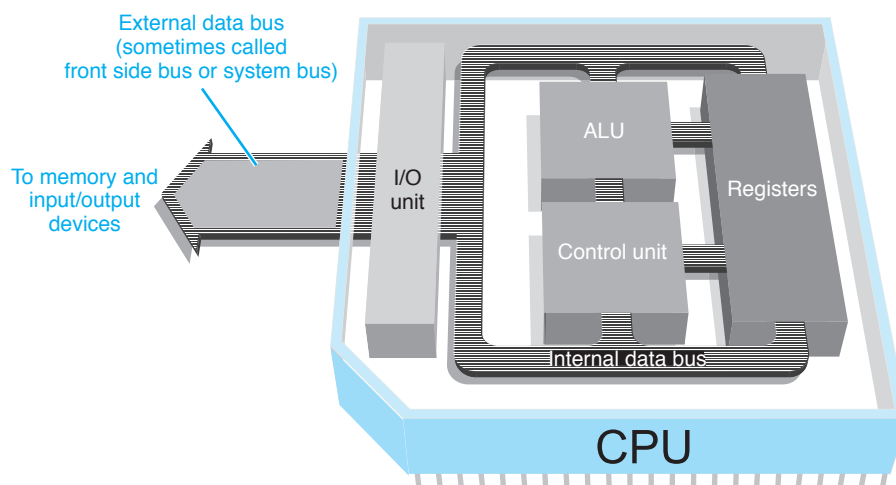 External data bus
(sometimes called
front side bus or system bus)
To memory and
input/output
devices
I/O
unit
ALU
Registers
Control unit
Internal data bus
CPU